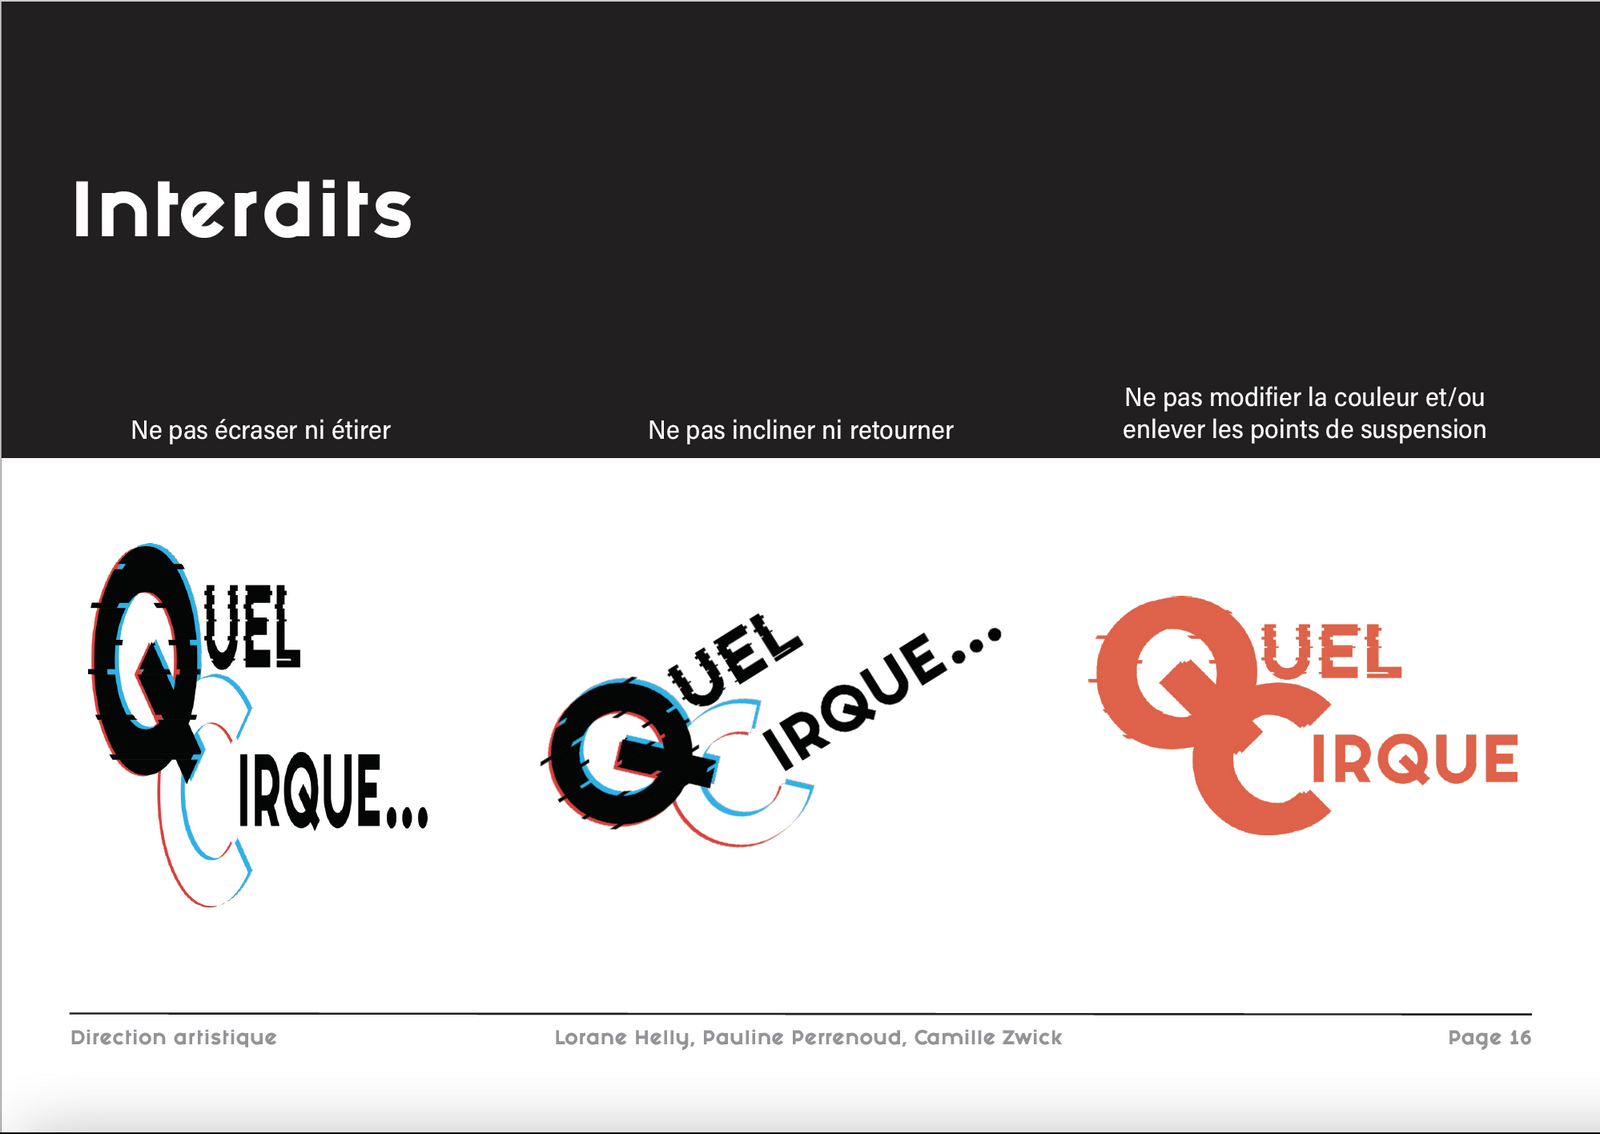 Interdits
Ne pas écraser ni étirer
Ne pas incliner ni retourner
Ne pas modifier la couleur et/ou
enlever les points de suspension
QUEL
CIRQUE...
QUEL
CIRQUE...
QUEL
CIRQUE
Direction artistique
Lorane Helly, Pauline Perrenoud, Camille Zwick
Page 16